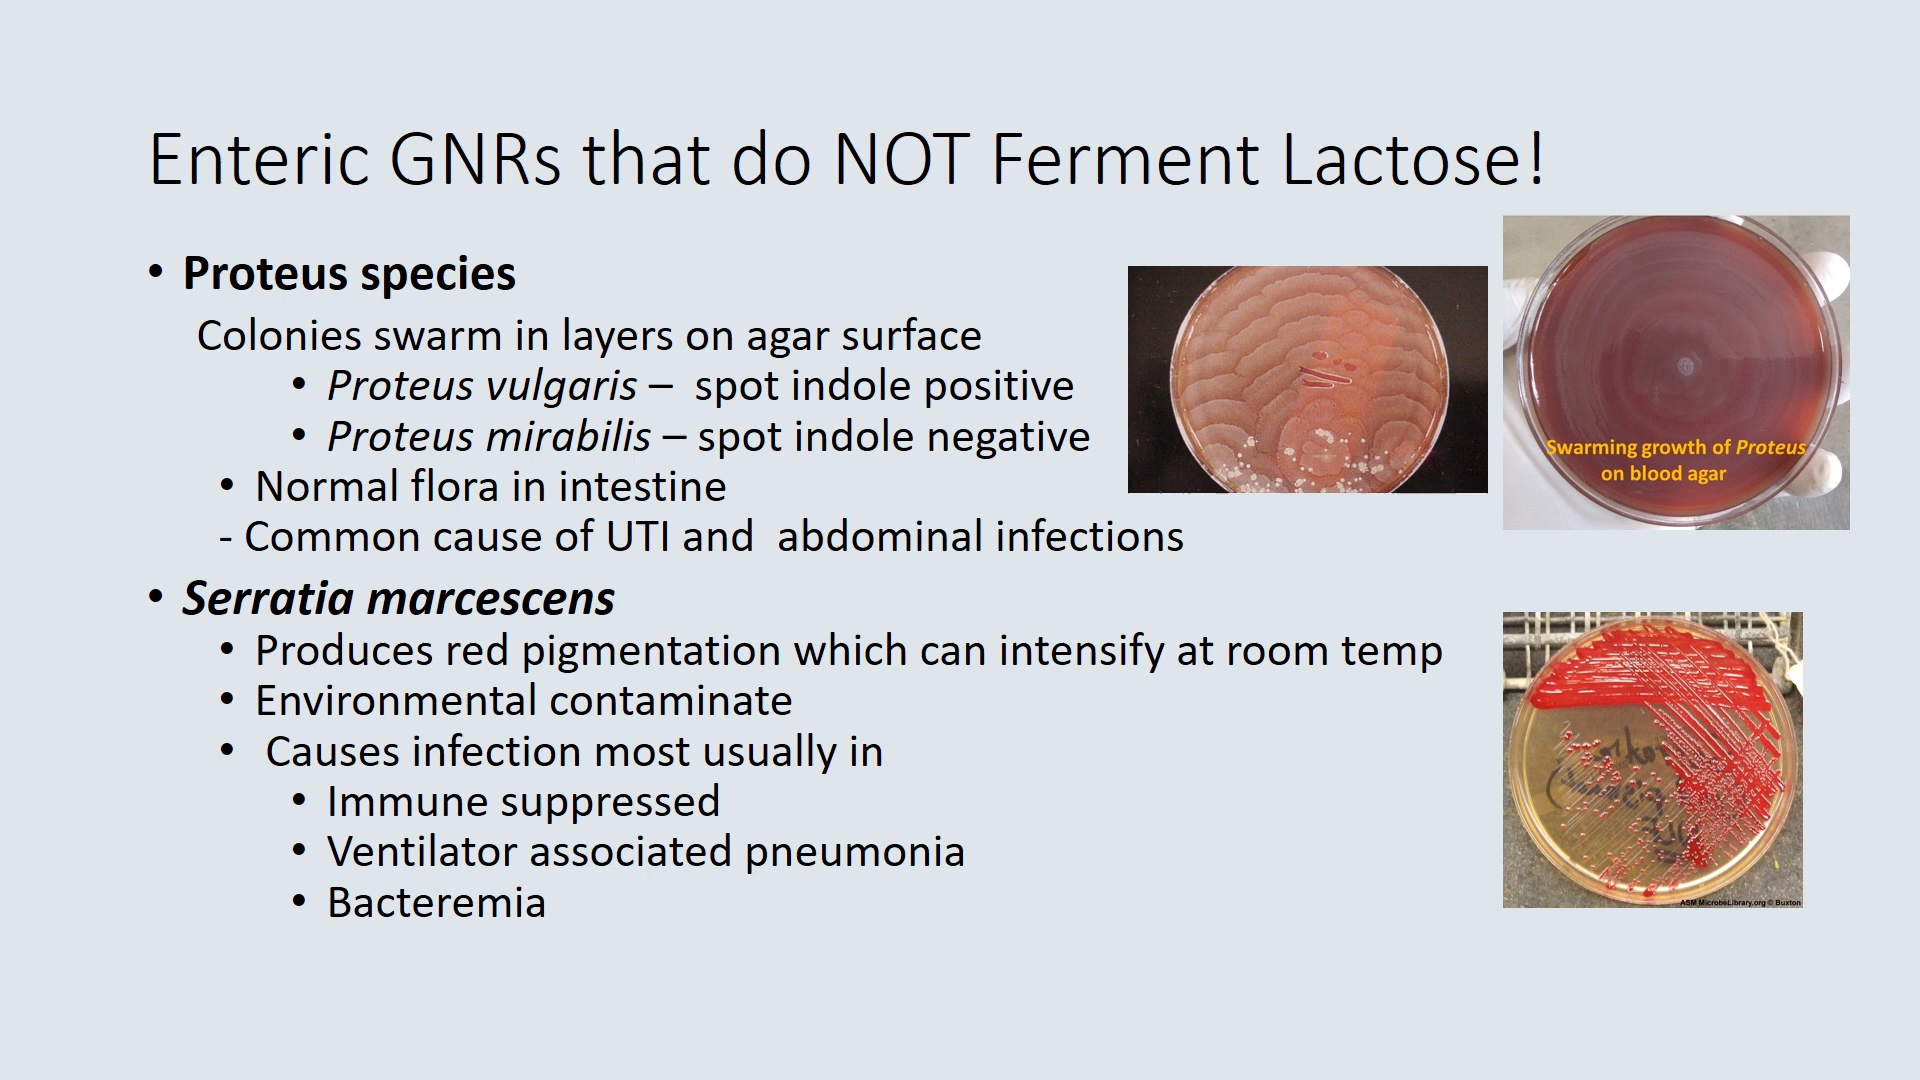 Enteric GNRs that do NOT Ferment Lactose!
• Proteus species
Colonies swarm in layers on agar surface
• Proteus vulgaris – spot indole positive
• Proteus mirabilis – spot indole negative
• Normal flora in intestine
- Common cause of UTI and abdominal infections
Swarming growth of Proteus
on blood agar
• Serratia marcescens
• Produces red pigmentation which can intensify at room temp
• Environmental contaminate
• Causes infection most usually in
• Immune suppressed
• Ventilator associated pneumonia
• Bacteremia
ASM MicrobeLibrary.org © Buxton